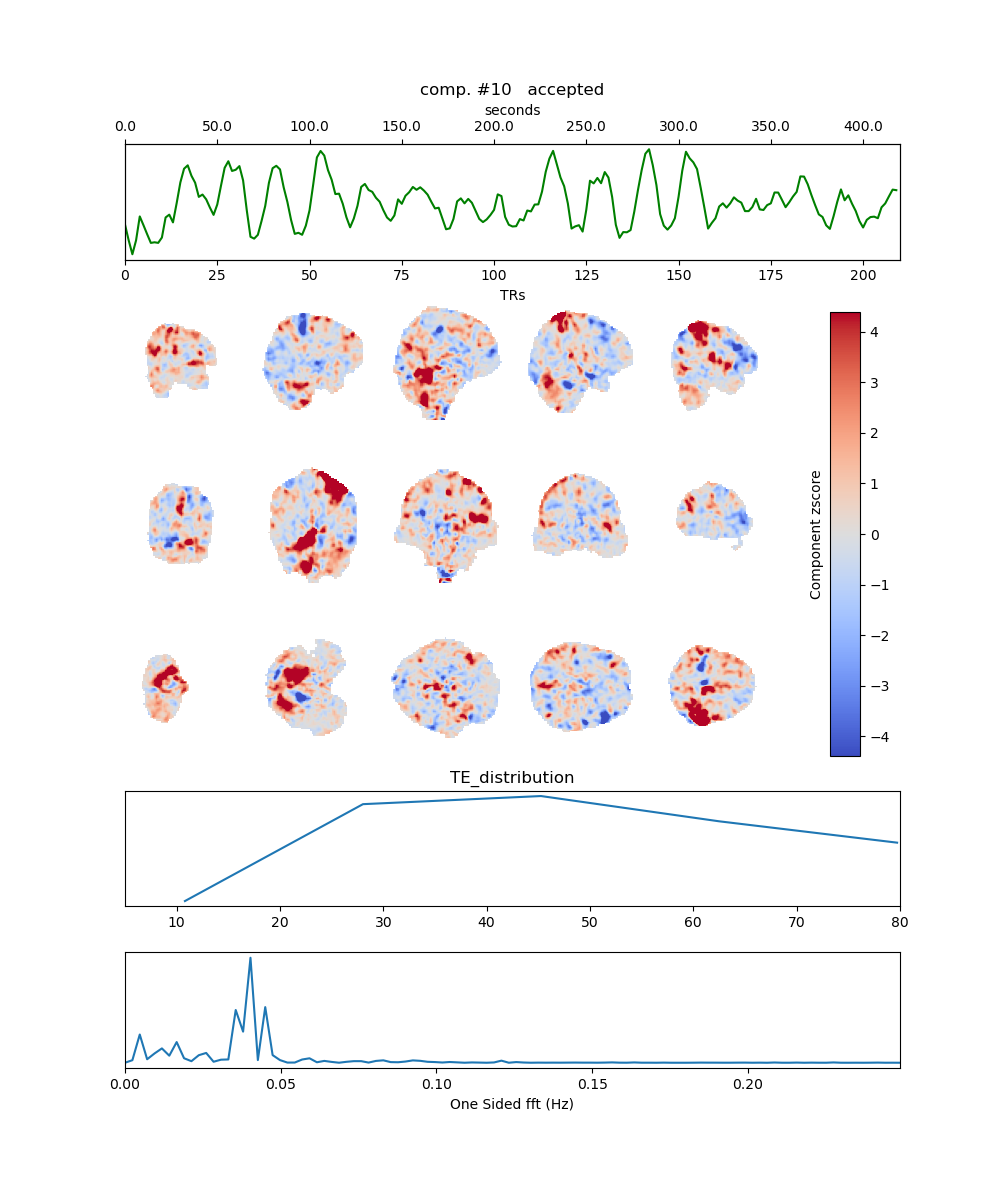 comp. #10   accepted
seconds
0.0 50.0 100.0 150.0 200.0 250.0 300.0 350.0 400.0
0 25 50 75 100 125 150 175 200
TRs
4
3
2
1
0
−1
−2
−3
−4
Component zscore
TE_distribution
10 20 30 40 50 60 70 80
0.00 0.05 0.10 0.15 0.20
One Sided fft (Hz)